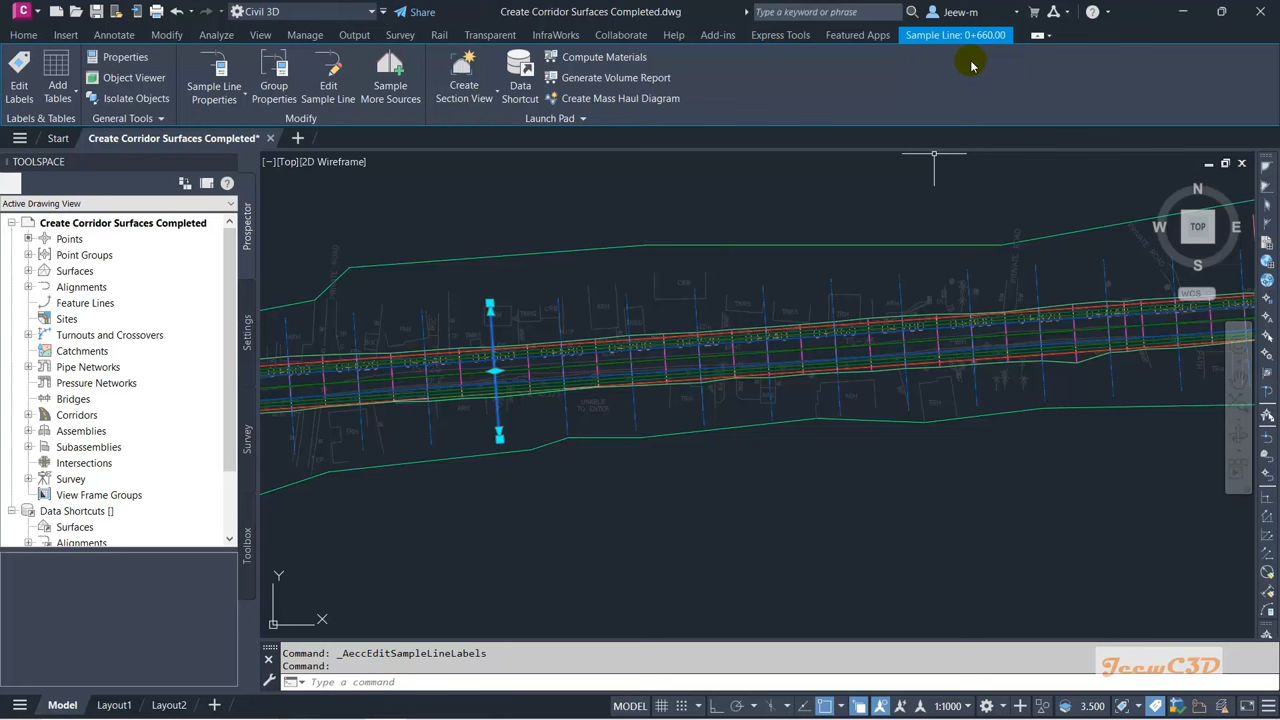 Civil 3D
Share
Create Corridor Surfaces Completed.dwg
Type a keyword or phrase
Jeew-m
Home Insert Annotate Modify Analyze View Manage Output Survey Rail Transparent InfraWorks Collaborate Help Add-ins Express Tools Featured Apps Sample Line: 0+660.00
Edit Labels
Add Tables
Labels & Tables
Properties
Object Viewer
Isolate Objects
General Tools
Sample Line Properties
Group Properties
Edit Sample Line
Sample More Sources
Modify
Create Section View
Data Shortcut
Compute Materials
Generate Volume Report
Create Mass Haul Diagram
Launch Pad
Start
Create Corridor Surfaces Completed*
TOOLSPACE
Active Drawing View
Create Corridor Surfaces Completed
Points
Point Groups
Surfaces
Alignments
Feature Lines
Sites
Turnouts and Crossovers
Catchments
Pipe Networks
Pressure Networks
Bridges
Corridors
Assemblies
Subassemblies
Intersections
Survey
View Frame Groups
Data Shortcuts []
Surfaces
Alignments
Prospector
Settings
Survey
Toolbox
[−][Top][2D Wireframe]
N
W TOP E
S
WCS
PRIVATE ROAD
UNABLE
TO ENTER
Y
X
Command: _AeccEditSampleLineLabels
Command:
Type a command
JeewC3D
Model Layout1 Layout2
MODEL
1:1000
3.500